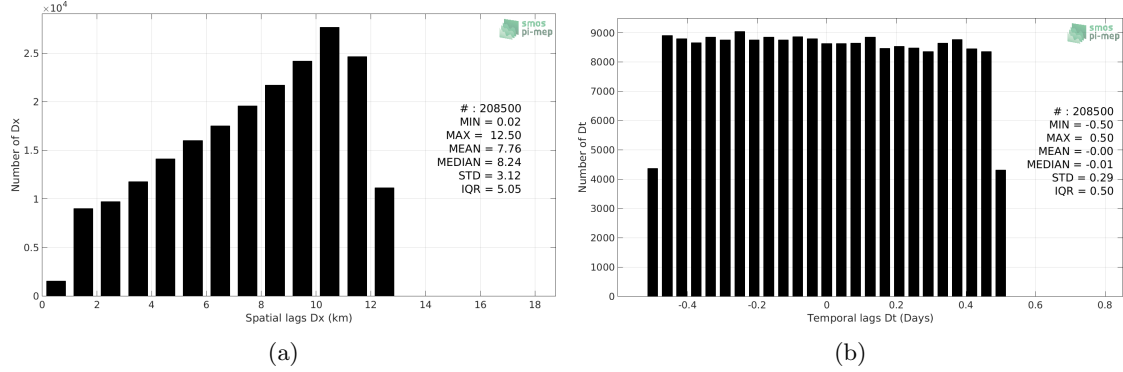 ×10⁴
2.5
2
1.5
1
0.5
0
0 2 4 6 8 10 12 14 16 18
Number of Dx
Spatial lags Dx (km)
smos
pi-mep
# : 208500
MIN = 0.02
MAX = 12.50
MEAN = 7.76
MEDIAN = 8.24
STD = 3.12
IQR = 5.05
(a)
9000
8000
7000
6000
5000
4000
3000
2000
1000
0
-0.4 -0.2 0 0.2 0.4 0.6 0.8
Number of Dt
Temporal lags Dt (Days)
smos
pi-mep
# : 208500
MIN = -0.50
MAX = 0.50
MEAN = -0.00
MEDIAN = -0.01
STD = 0.29
IQR = 0.50
(b)